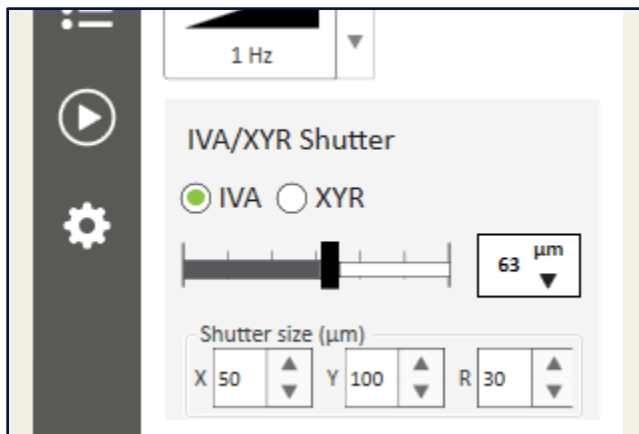 1 Hz
IVA/XYR Shutter
IVA XYR
63 µm
Shutter size (µm)
X 50 Y 100 R 30